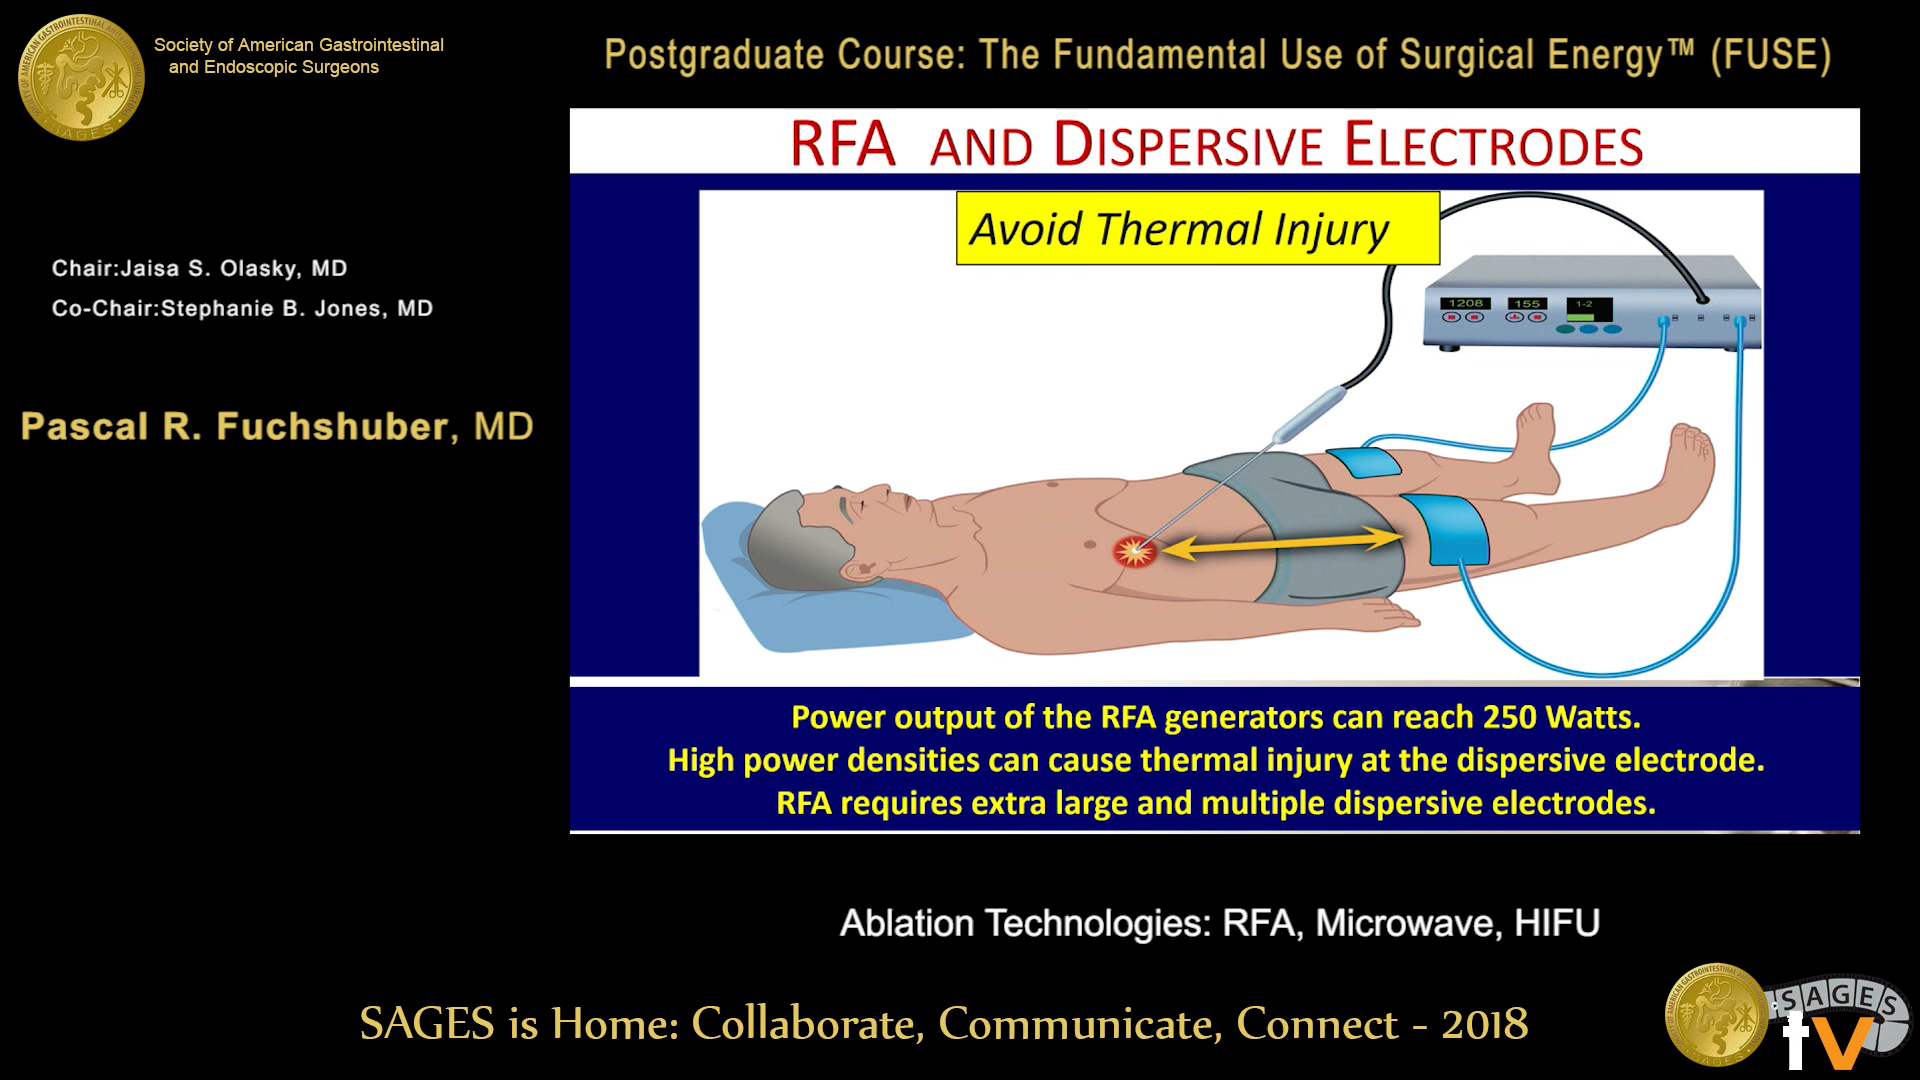 Society of American Gastrointestinal
and Endoscopic Surgeons
Postgraduate Course: The Fundamental Use of Surgical Energy™ (FUSE)
SAGES
Chair:Jaisa S. Olasky, MD
Co-Chair:Stephanie B. Jones, MD
Pascal R. Fuchshuber, MD
RFA AND DISPERSIVE ELECTRODES
Avoid Thermal Injury
1208 155 1-2
Power output of the RFA generators can reach 250 Watts.
High power densities can cause thermal injury at the dispersive electrode.
RFA requires extra large and multiple dispersive electrodes.
Ablation Technologies: RFA, Microwave, HIFU
SAGES is Home: Collaborate, Communicate, Connect - 2018
SAGES
tv